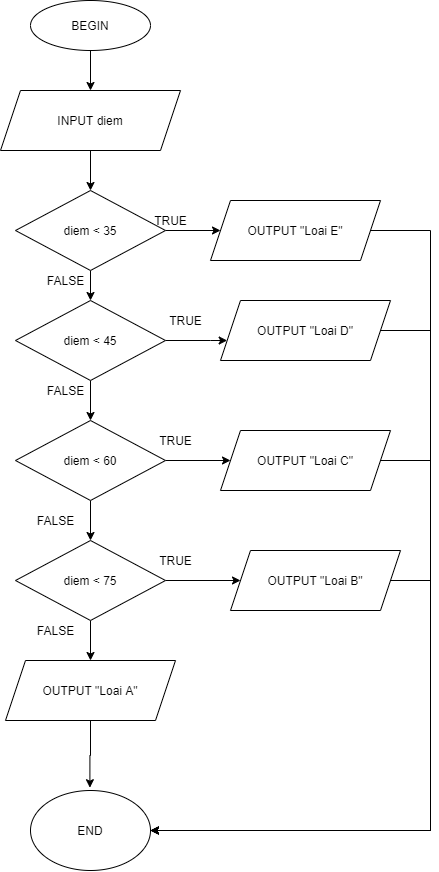 BEGIN
INPUT diem
diem < 35
TRUE
OUTPUT "Loai E"
FALSE
diem < 45
TRUE
OUTPUT "Loai D"
FALSE
diem < 60
TRUE
OUTPUT "Loai C"
FALSE
diem < 75
TRUE
OUTPUT "Loai B"
FALSE
OUTPUT "Loai A"
END